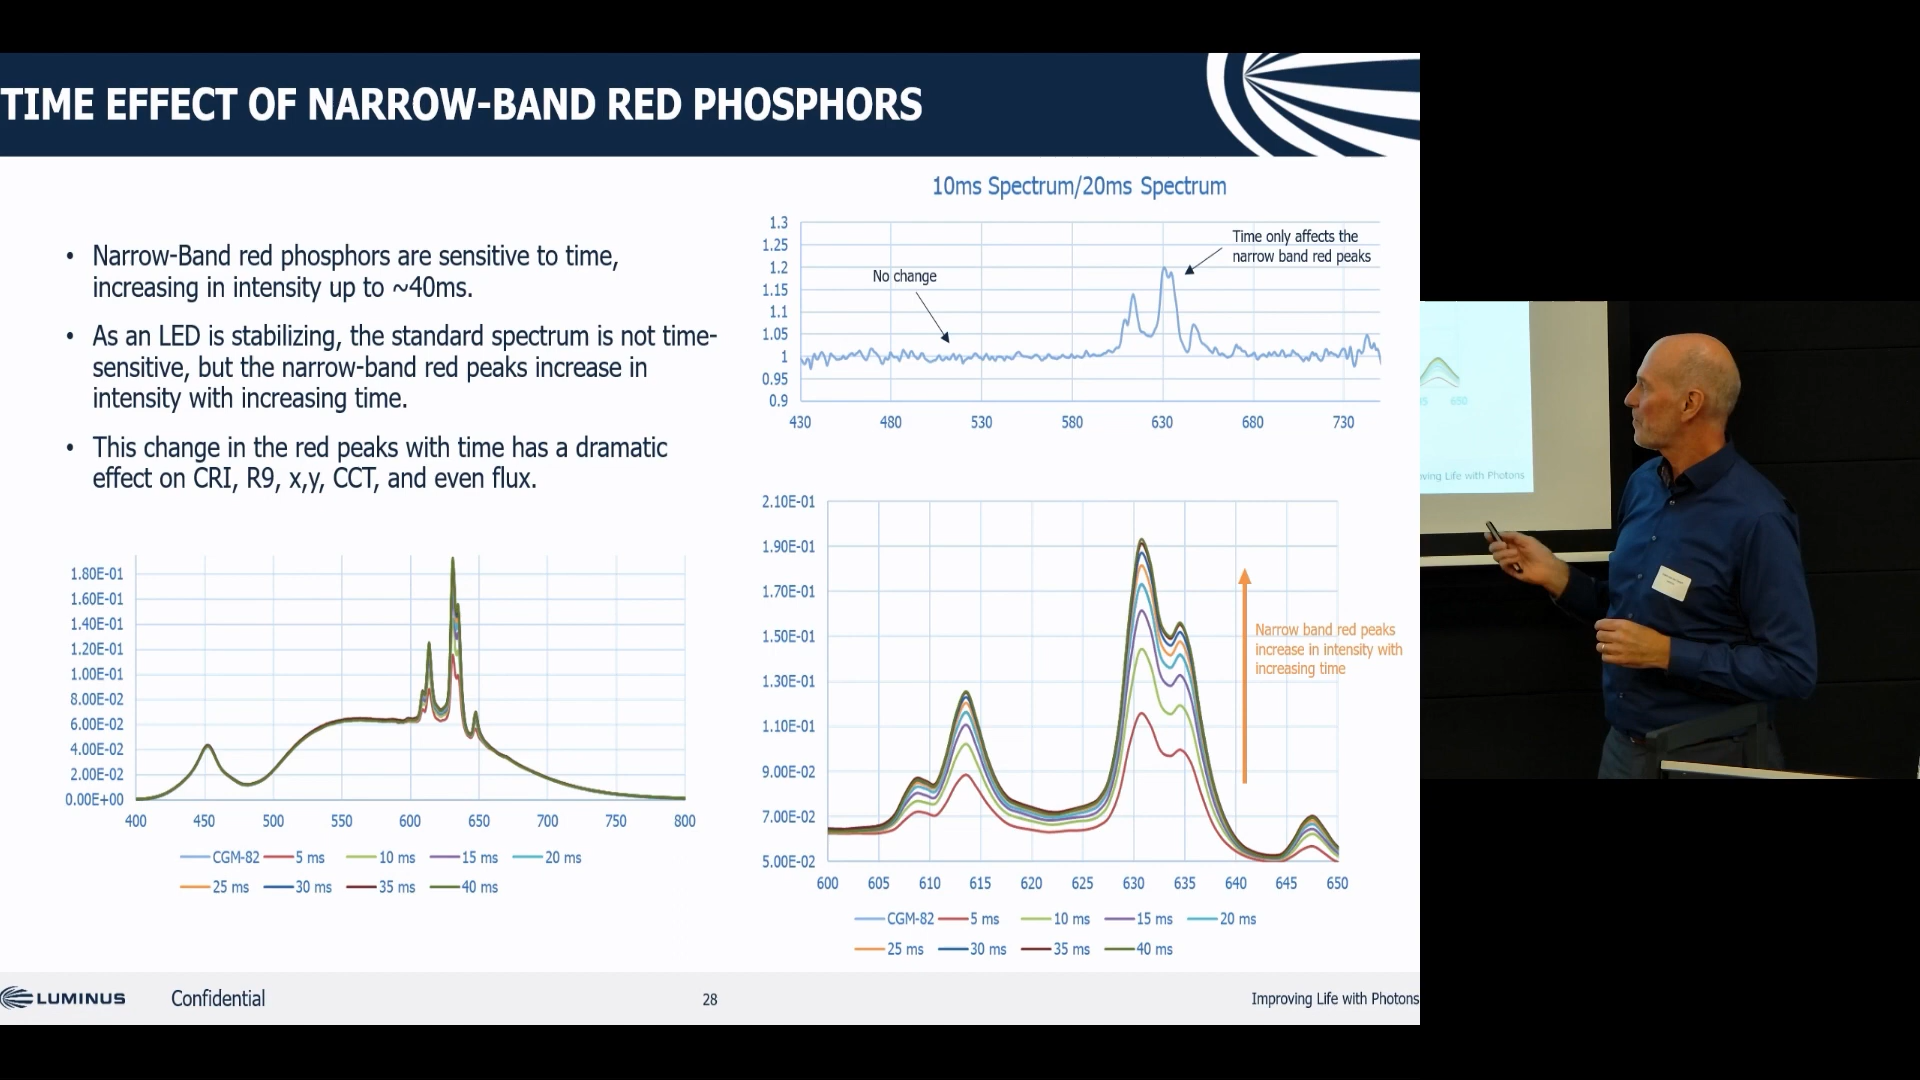 TIME EFFECT OF NARROW-BAND RED PHOSPHORS
• Narrow-Band red phosphors are sensitive to time,
increasing in intensity up to ~40ms.
• As an LED is stabilizing, the standard spectrum is not time-
sensitive, but the narrow-band red peaks increase in
intensity with increasing time.
• This change in the red peaks with time has a dramatic
effect on CRI, R9, x,y, CCT, and even flux.
1.80E-01
1.60E-01
1.40E-01
1.20E-01
1.00E-01
8.00E-02
6.00E-02
4.00E-02
2.00E-02
0.00E+00
400 450 500 550 600 650 700 750 800
CGM-82 5 ms 10 ms 15 ms 20 ms
25 ms 30 ms 35 ms 40 ms
10ms Spectrum/20ms Spectrum
1.3
1.25
1.2
1.15
1.1
1.05
1
0.95
0.9
430 480 530 580 630 680 730
No change
Time only affects the
narrow band red peaks
2.10E-01
1.90E-01
1.70E-01
1.50E-01
1.30E-01
1.10E-01
9.00E-02
7.00E-02
5.00E-02
600 605 610 615 620 625 630 635 640 645 650
Narrow band red peaks
increase in intensity with
increasing time
CGM-82 5 ms 10 ms 15 ms 20 ms
25 ms 30 ms 35 ms 40 ms
LUMINUS
Confidential
28
Improving Life with Photons
650
ving Life with Photons